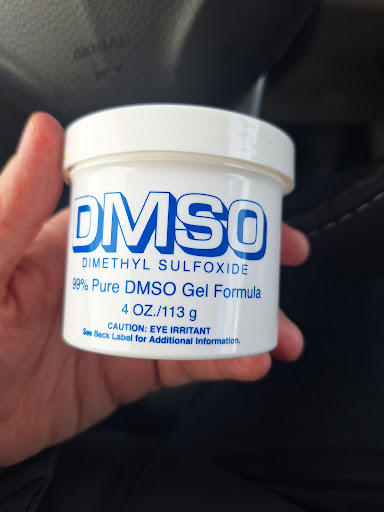 DMSO
DIMETHYL SULFOXIDE
99% Pure DMSO Gel Formula
4 OZ./113 g
CAUTION: EYE IRRITANT
See Back Label for Additional Information.